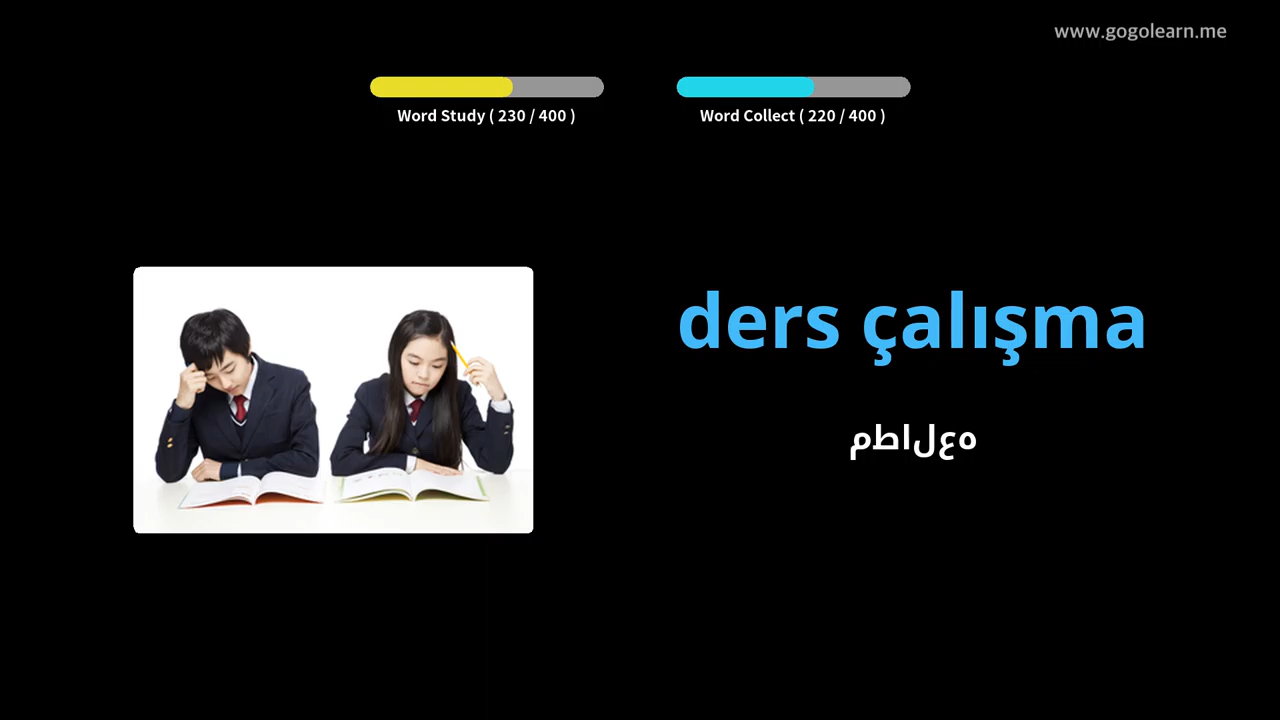 www.gogolearn.me
Word Study ( 230 / 400 )
Word Collect ( 220 / 400 )
ders çalışma
مطالعه